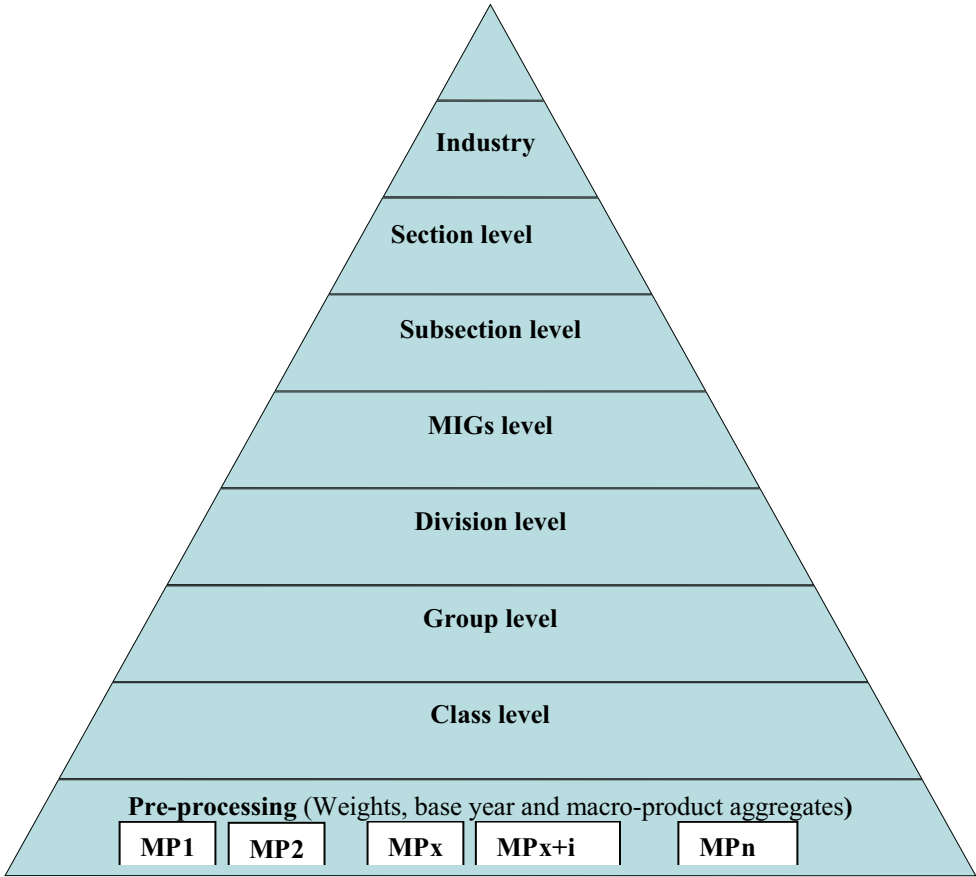 Industry
Section level
Subsection level
MIGs level
Division level
Group level
Class level
Pre-processing (Weights, base year and macro-product aggregates)
MP1 MP2 MPx MPx+i MPn